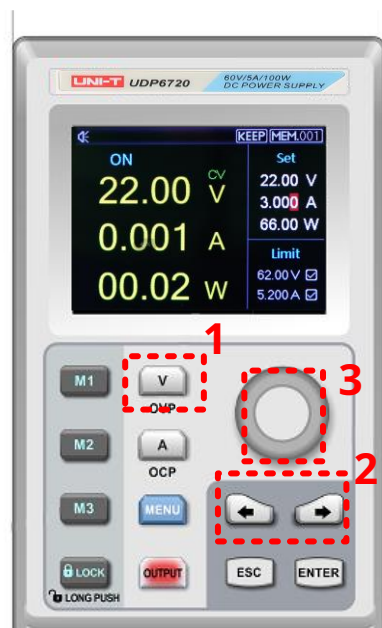 UNI-T UDP6720 60V/5A/100W
DC POWER SUPPLY
KEEP MEM.001
ON Set
22.00 CV V 22.00 V
3.000 A
0.001 A 66.00 W
Limit
00.02 W 62.00 V
5.200 A
1
M1 V 3
OVP
M2 A
OCP
2
M3 MENU
LOCK OUTPUT ESC ENTER
LONG PUSH